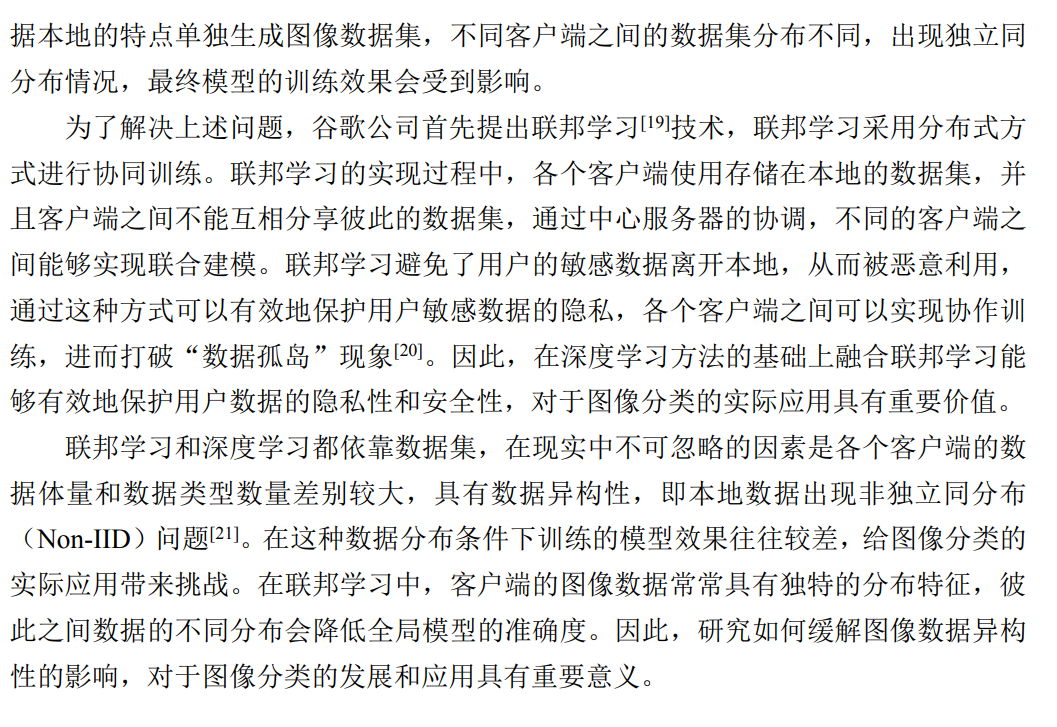 据本地的特点单独生成图像数据集，不同客户端之间的数据集分布不同，出现独立同
分布情况，最终模型的训练效果会受到影响。
为了解决上述问题，谷歌公司首先提出联邦学习[19]技术，联邦学习采用分布式方
式进行协同训练。联邦学习的实现过程中，各个客户端使用存储在本地的数据集，并
且客户端之间不能互相分享彼此的数据集，通过中心服务器的协调，不同的客户端之
间能够实现联合建模。联邦学习避免了用户的敏感数据离开本地，从而被恶意利用，
通过这种方式可以有效地保护用户敏感数据的隐私，各个客户端之间可以实现协作训
练，进而打破“数据孤岛”现象[20]。因此，在深度学习方法的基础上融合联邦学习能
够有效地保护用户数据的隐私性和安全性，对于图像分类的实际应用具有重要价值。
联邦学习和深度学习都依靠数据集，在现实中不可忽略的因素是各个客户端的数
据体量和数据类型数量差别较大，具有数据异构性，即本地数据出现非独立同分布
（Non-IID）问题[21]。在这种数据分布条件下训练的模型效果往往较差，给图像分类的
实际应用带来挑战。在联邦学习中，客户端的图像数据常常具有独特的分布特征，彼
此之间数据的不同分布会降低全局模型的准确度。因此，研究如何缓解图像数据异构
性的影响，对于图像分类的发展和应用具有重要意义。